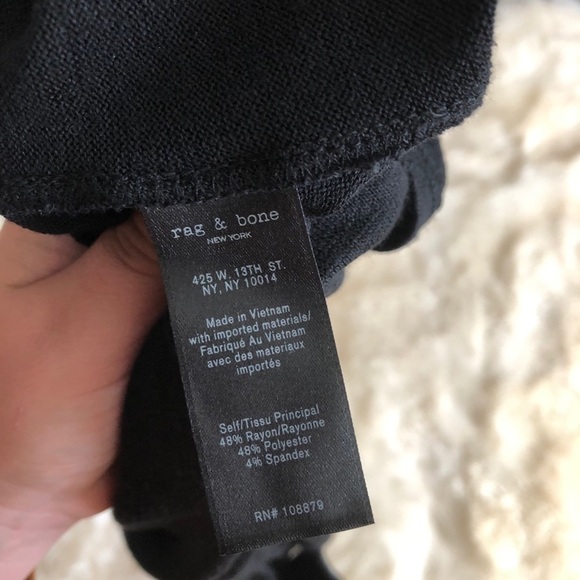 rag & bone
NEW YORK
425 W. 13TH ST.
NY, NY 10014
Made in Vietnam
with imported materials/
Fabriqué Au Vietnam
avec des materiaux
importés
Self/Tissu Principal
48% Rayon/Rayonne
48% Polyester
4% Spandex
RN# 108879